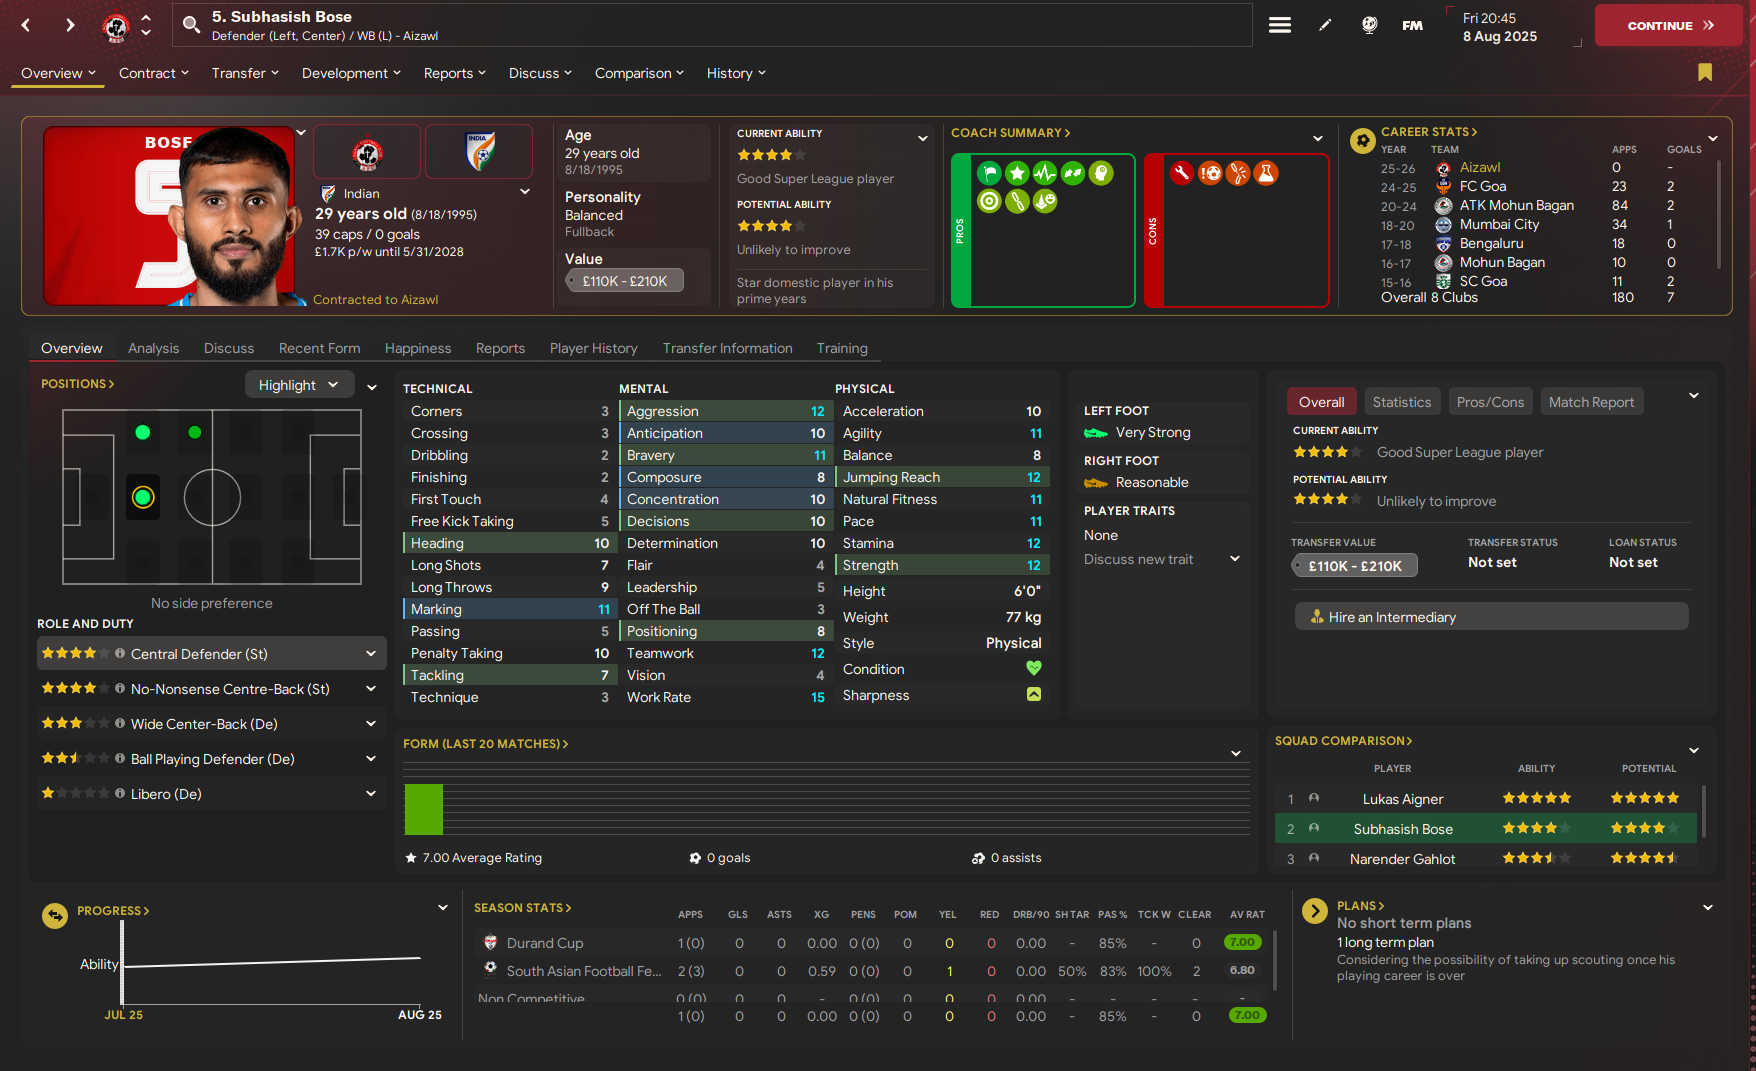 5. Subhasish Bose
Defender (Left, Center) / WB (L) - Aizawl
FM
Fri 20:45
8 Aug 2025
CONTINUE
Overview
Contract
Transfer
Development
Reports
Discuss
Comparison
History
BOSE
INDIA
Indian
29 years old (8/18/1995)
39 caps / 0 goals
£1.7K p/w until 5/31/2028
Contracted to Aizawl
Age
29 years old
8/18/1995
Personality
Balanced
Fullback
Value
£110K - £210K
CURRENT ABILITY
Good Super League player
POTENTIAL ABILITY
Unlikely to improve
Star domestic player in his
prime years
COACH SUMMARY
PROS
CONS
CAREER STATS
YEAR TEAM APPS GOALS
25-26 Aizawl 0 -
24-25 FC Goa 23 2
20-24 ATK Mohun Bagan 84 2
18-20 Mumbai City 34 1
17-18 Bengaluru 18 0
16-17 Mohun Bagan 10 0
15-16 SC Goa 11 2
Overall 8 Clubs 180 7
Overview
Analysis
Discuss
Recent Form
Happiness
Reports
Player History
Transfer Information
Training
POSITIONS
Highlight
No side preference
ROLE AND DUTY
Central Defender (St)
No-Nonsense Centre-Back (St)
Wide Center-Back (De)
Ball Playing Defender (De)
Libero (De)
TECHNICAL
Corners 3
Crossing 3
Dribbling 2
Finishing 2
First Touch 4
Free Kick Taking 5
Heading 10
Long Shots 7
Long Throws 9
Marking 11
Passing 5
Penalty Taking 10
Tackling 7
Technique 3
MENTAL
Aggression 12
Anticipation 10
Bravery 11
Composure 8
Concentration 10
Decisions 10
Determination 10
Flair 4
Leadership 5
Off The Ball 3
Positioning 8
Teamwork 12
Vision 4
Work Rate 15
PHYSICAL
Acceleration 10
Agility 11
Balance 8
Jumping Reach 12
Natural Fitness 11
Pace 11
Stamina 12
Strength 12
Height 6'0"
Weight 77 kg
Style Physical
Condition
Sharpness
LEFT FOOT
Very Strong
RIGHT FOOT
Reasonable
PLAYER TRAITS
None
Discuss new trait
Overall
Statistics
Pros/Cons
Match Report
CURRENT ABILITY
Good Super League player
POTENTIAL ABILITY
Unlikely to improve
TRANSFER VALUE
£110K - £210K
TRANSFER STATUS
Not set
LOAN STATUS
Not set
Hire an Intermediary
FORM (LAST 20 MATCHES)
7.00 Average Rating
0 goals
0 assists
SQUAD COMPARISON
PLAYER ABILITY POTENTIAL
1 Lukas Aigner
2 Subhasish Bose
3 Narender Gahlot
PROGRESS
Ability
JUL 25
AUG 25
SEASON STATS
APPS GLS ASTS XG PENS POM YEL RED DRB/90 SH TAR PAS % TCK W CLEAR AV RAT
Durand Cup 1 (0) 0 0 0.00 0 (0) 0 0 0 0.00 - 85% - 0 7.00
South Asian Football Fe... 2 (3) 0 0 0.59 0 (0) 0 1 0 0.00 50% 83% 100% 2 6.80
Non Competitive 0 (0) 0 0 - 0 (0) 0 0 0 0.00 - - - - -
1 (0) 0 0 0.00 0 (0) 0 0 0 0.00 - 85% - 0 7.00
PLANS
No short term plans
1 long term plan
Considering the possibility of taking up scouting once his
playing career is over